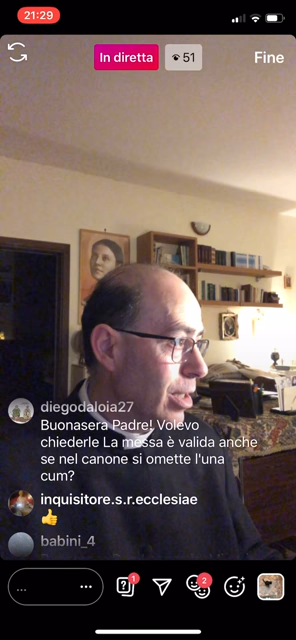 21:29
In diretta
51
Fine
diegodaloia27
Buonasera Padre! Volevo
chiederle La messa è valida anche
se nel canone si omette l'una
cum?
inquisitore.s.r.ecclesiae
👍
babini_4
...
1
2